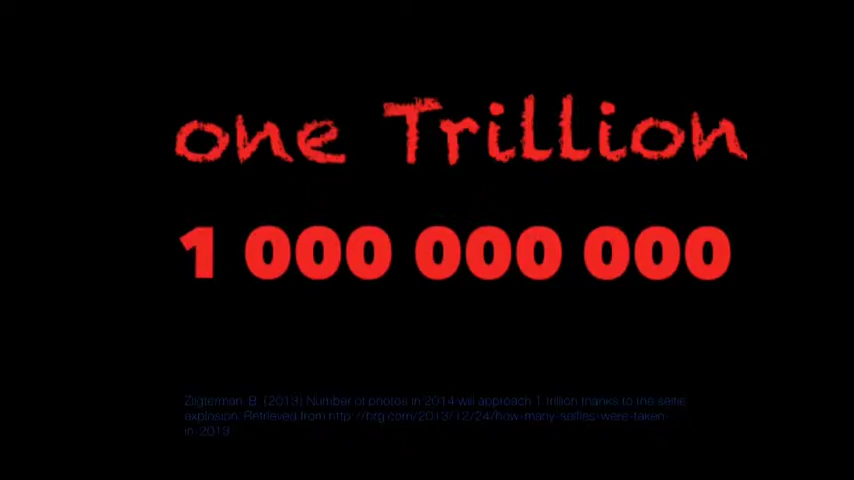 one Trillion
1 000 000 000
Zilgterman, B. (2013) Number of photos in 2014 will approach 1 trillion thanks to the selfie
explosion. Retrieved from http://brg.com/2013/12/24/how-many-selfies-were-taken-
in-2013